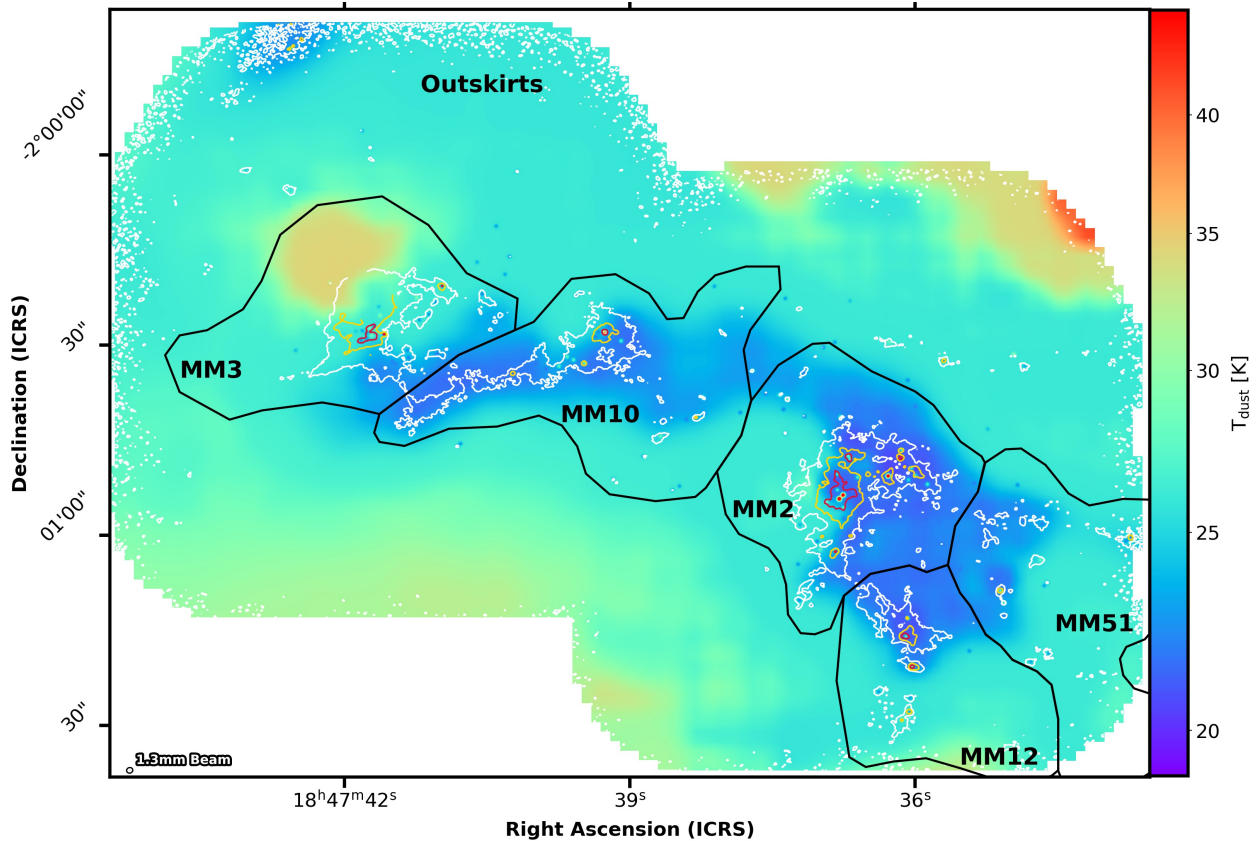 Outskirts
-2°00'00"
40
35
30"
MM3
30
T_dust [K]
Declination (ICRS)
MM10
MM2
01'00"
25
MM51
30"
20
1.3mm Beam
MM12
18ʰ47ᵐ42ˢ
39ˢ
36ˢ
Right Ascension (ICRS)